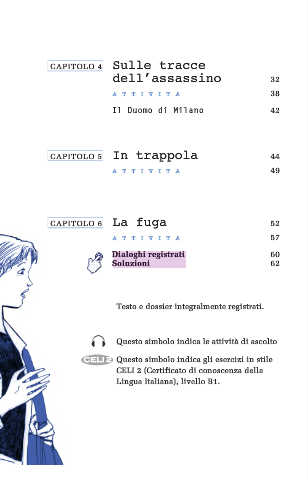 CAPITOLO 4 Sulle tracce
dell'assassino 32
ATTIVITÀ 38
Il Duomo di Milano 42
CAPITOLO 5 In trappola 44
ATTIVITÀ 49
CAPITOLO 6 La fuga 52
ATTIVITÀ 57
Dialoghi registrati 60
Soluzioni 62
Testo e dossier integralmente registrati.
Questo simbolo indica le attività di ascolto
CELI 2 Questo simbolo indica gli esercizi in stile
CELI 2 (Certificato di conoscenza della
Lingua Italiana), livello B1.